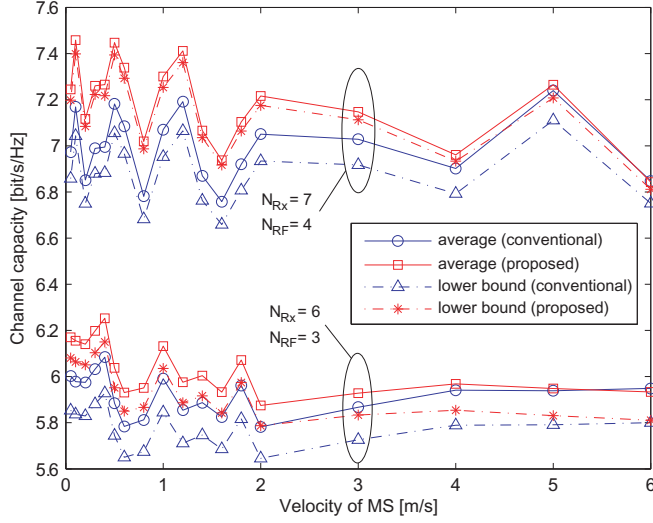 7.6
7.4
7.2
7
6.8
6.6
6.4
6.2
6
5.8
5.6
Channel capacity [bit/s/Hz]
N_Rx = 7
N_RF = 4
average (conventional)
average (proposed)
lower bound (conventional)
lower bound (proposed)
N_Rx = 6
N_RF = 3
0 1 2 3 4 5 6
Velocity of MS [m/s]